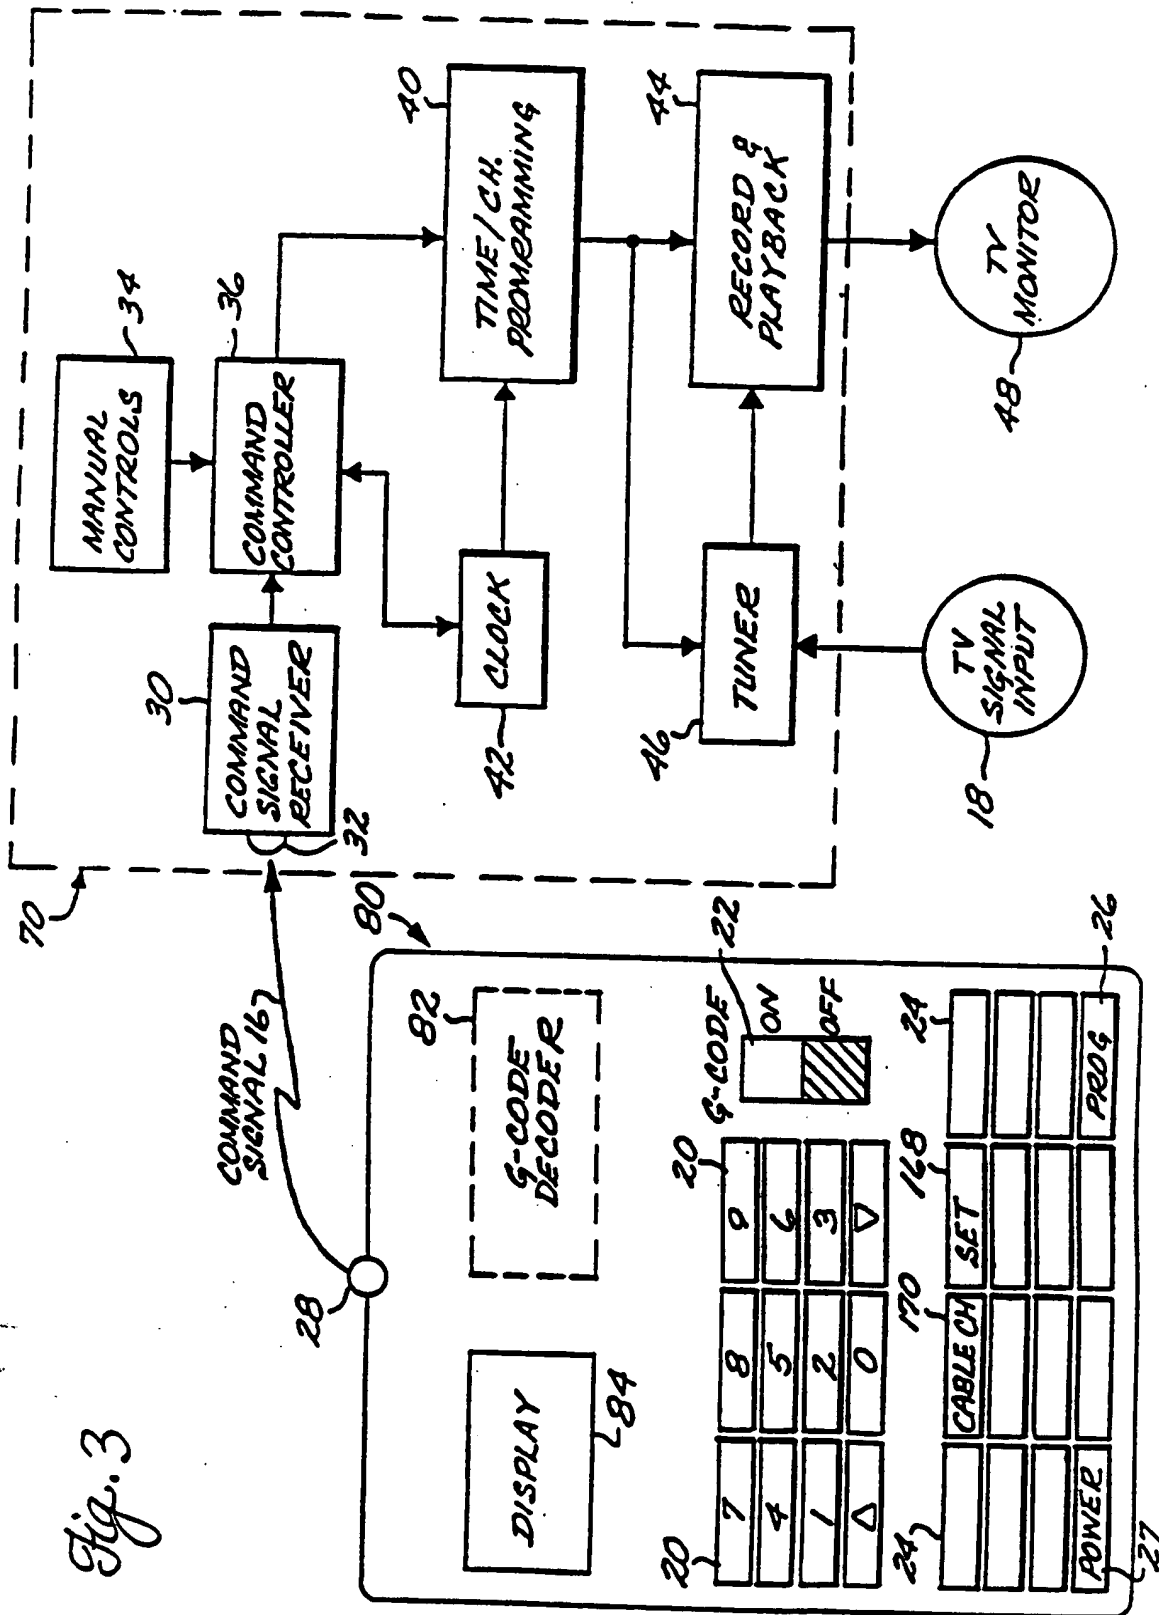 Fig. 3
70
COMMAND
SIGNAL 16
30
COMMAND
SIGNAL
RECEIVER
32
MANUAL
CONTROLS
34
COMMAND
CONTROLLER
36
CLOCK
42
TIME/CH.
PROMRAMMING
40
TUNER
46
RECORD &
PLAYBACK
44
TV
SIGNAL
INPUT
18
TV
MONITOR
48
80
28
DISPLAY
84
82
G-CODE
DECODER
20
20
7 8 9
4 5 6
1 2 3
△ 0 ▽
G-CODE
22
ON
OFF
24
170
168
24
CABLE CH
SET
POWER
PROG
27
26